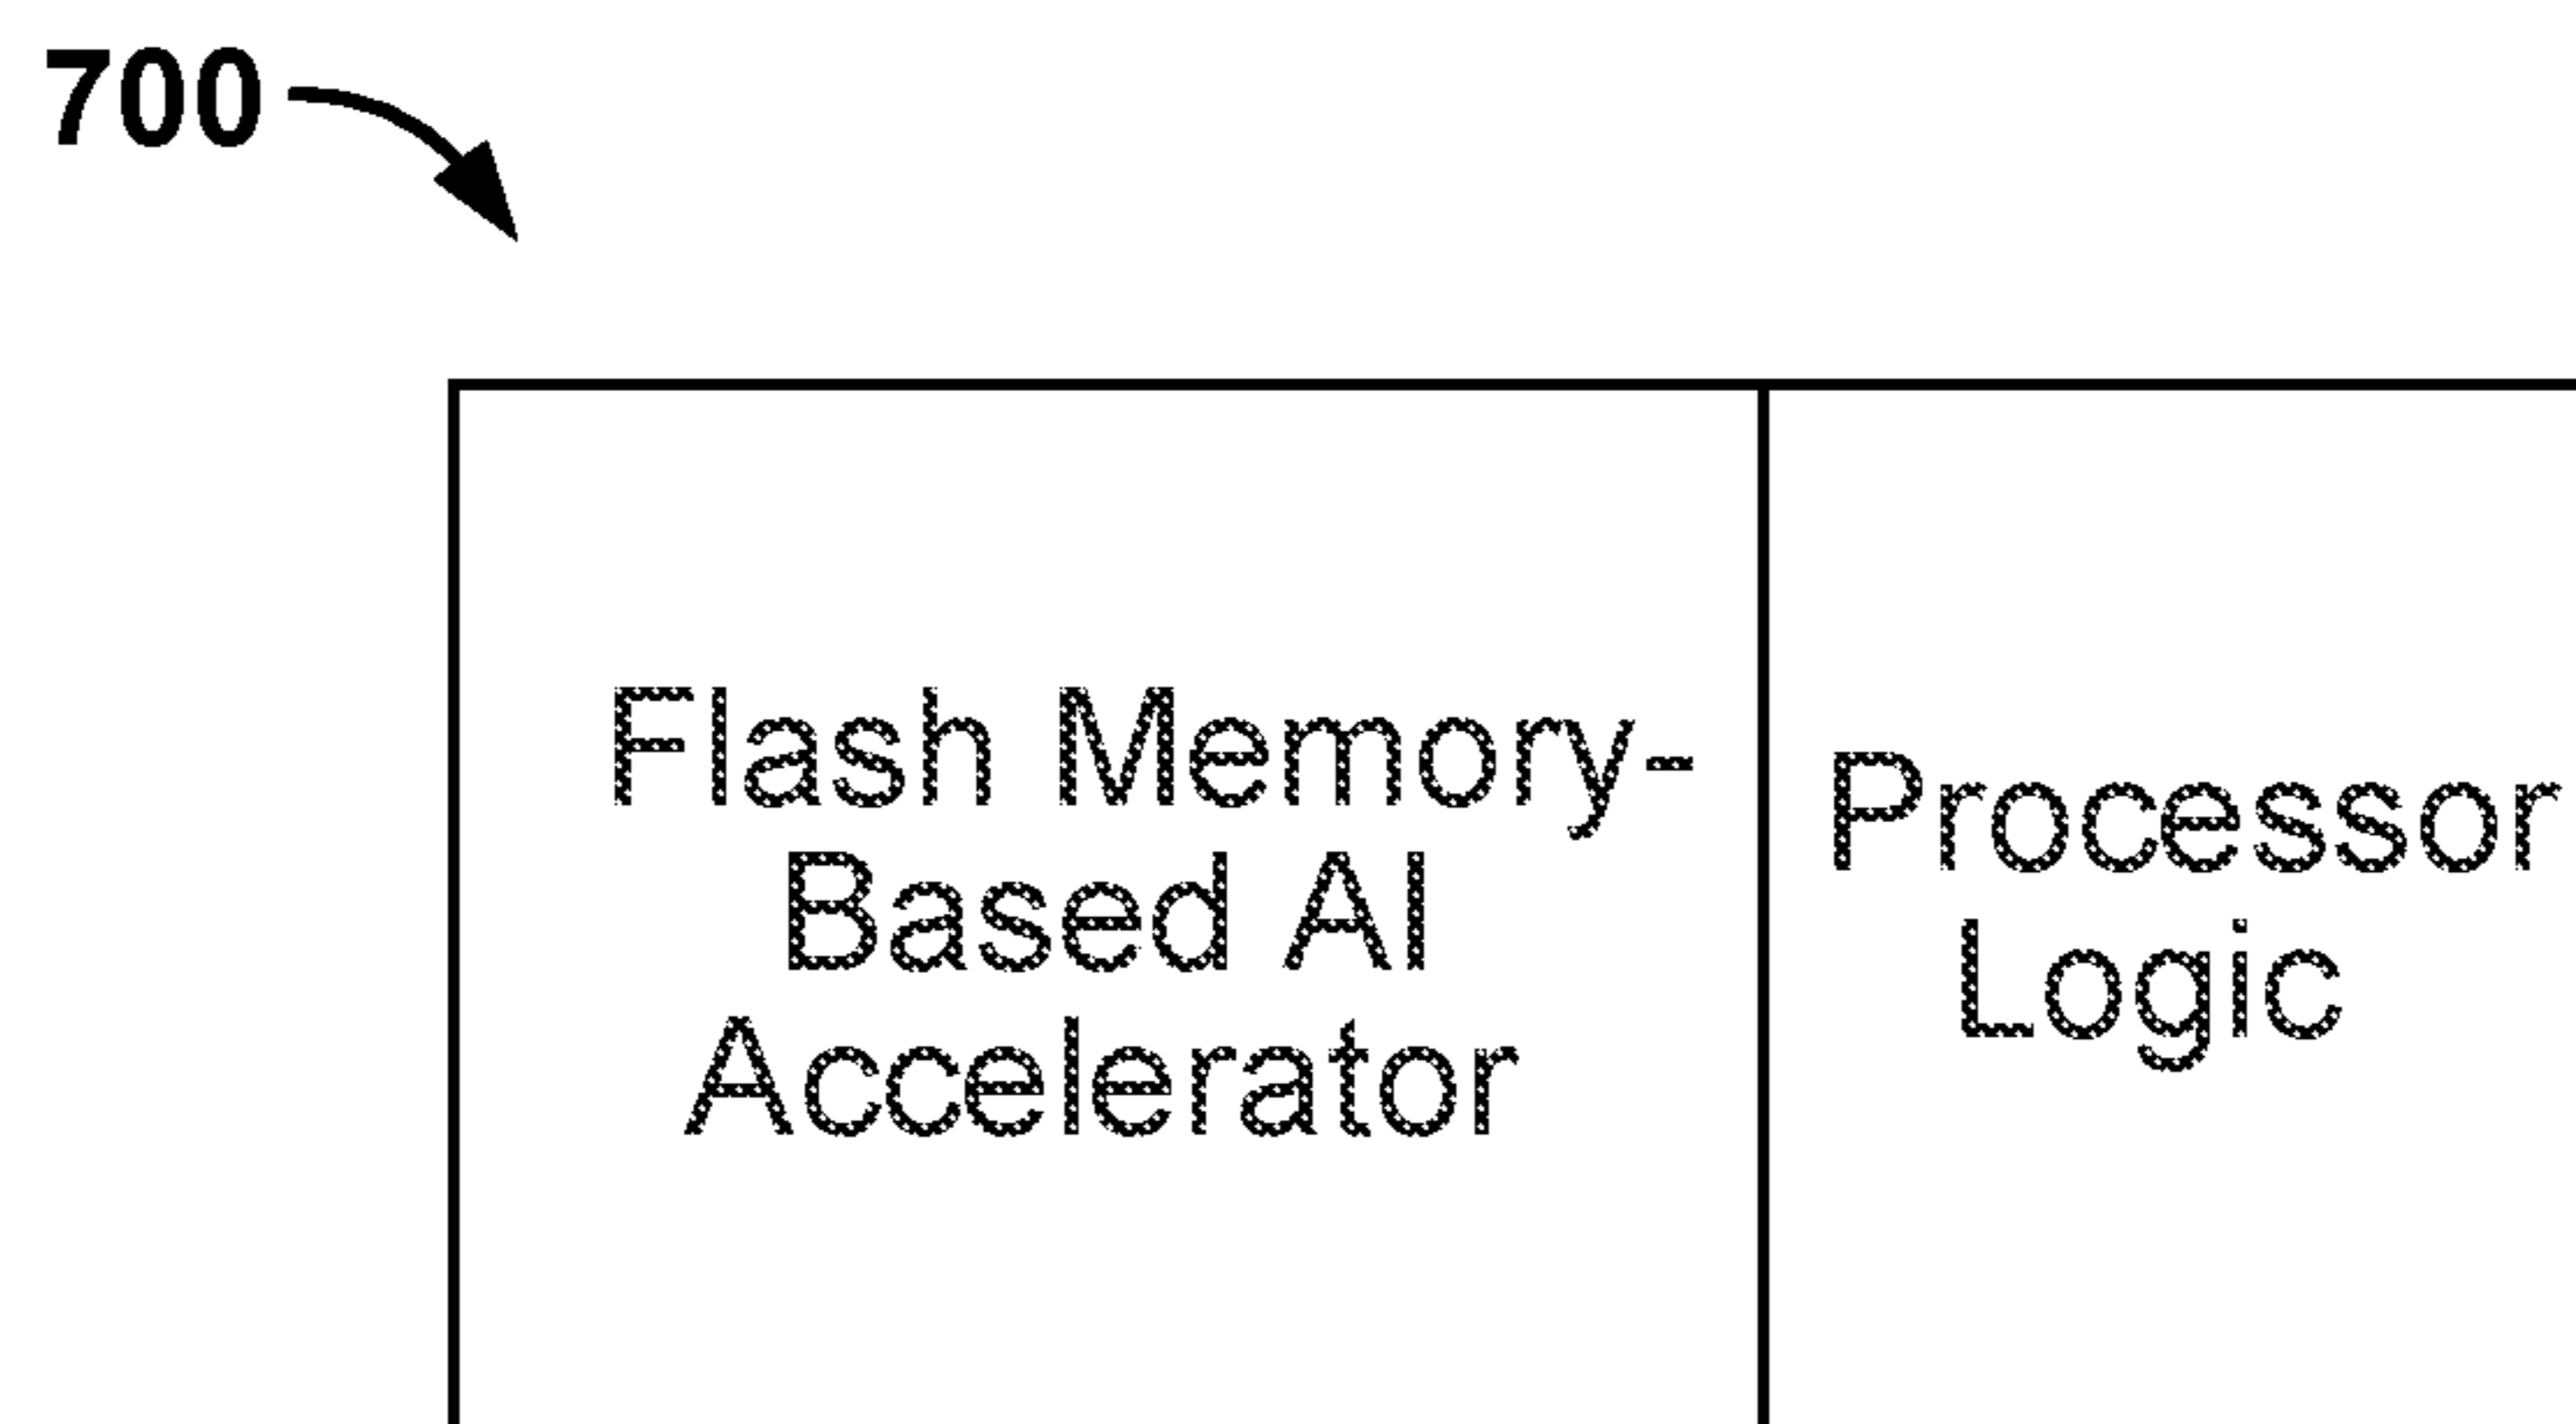 700
Flash Memory-
Based AI
Accelerator
Processor
Logic